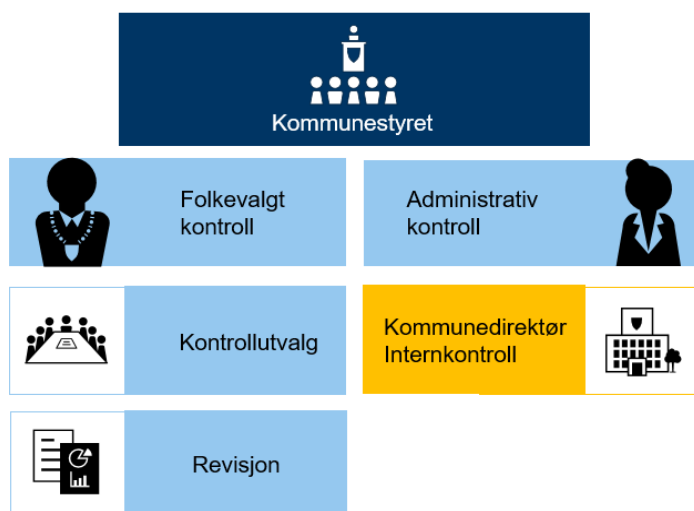 Kommunestyret
Folkevalgt
kontroll
Administrativ
kontroll
Kontrollutvalg
Kommunedirektør
Internkontroll
Revisjon